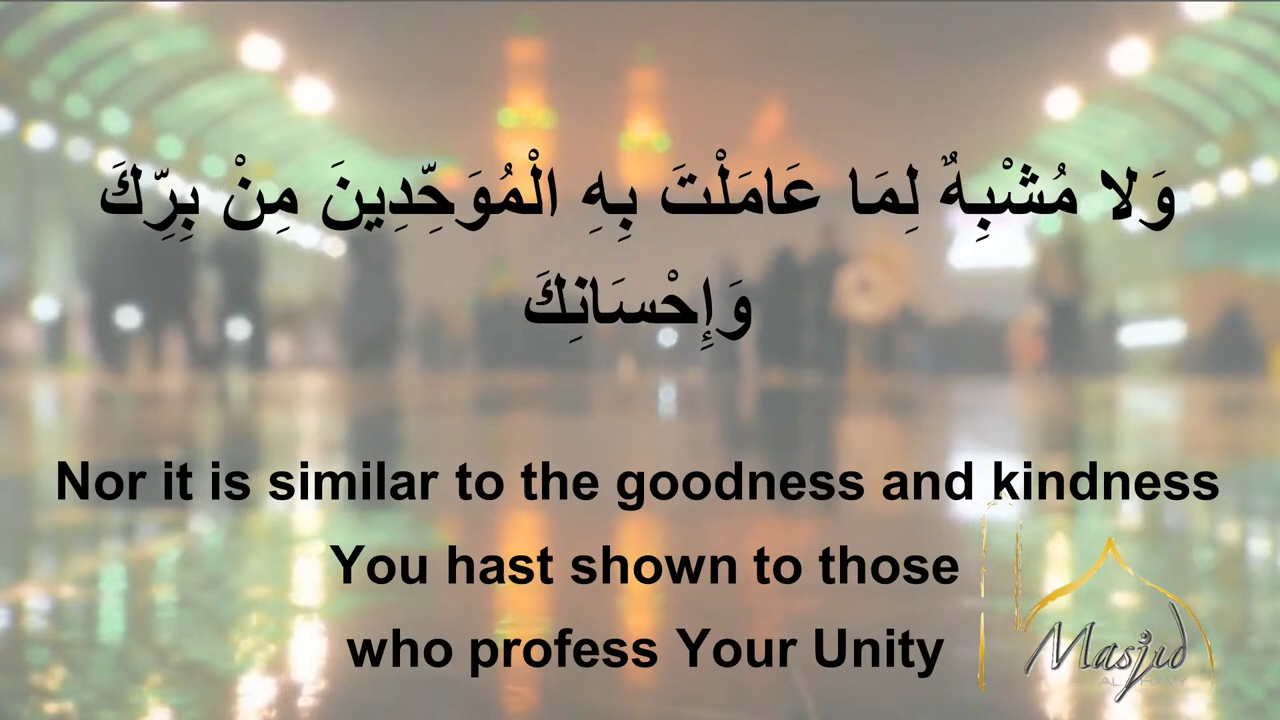 وَلا مُشْبِهٌ لِمَا عَامَلْتَ بِهِ الْمُوَحِّدِينَ مِنْ بِرِّكَ
وَإِحْسَانِكَ
Nor it is similar to the goodness and kindness
You hast shown to those
who profess Your Unity
Masjid